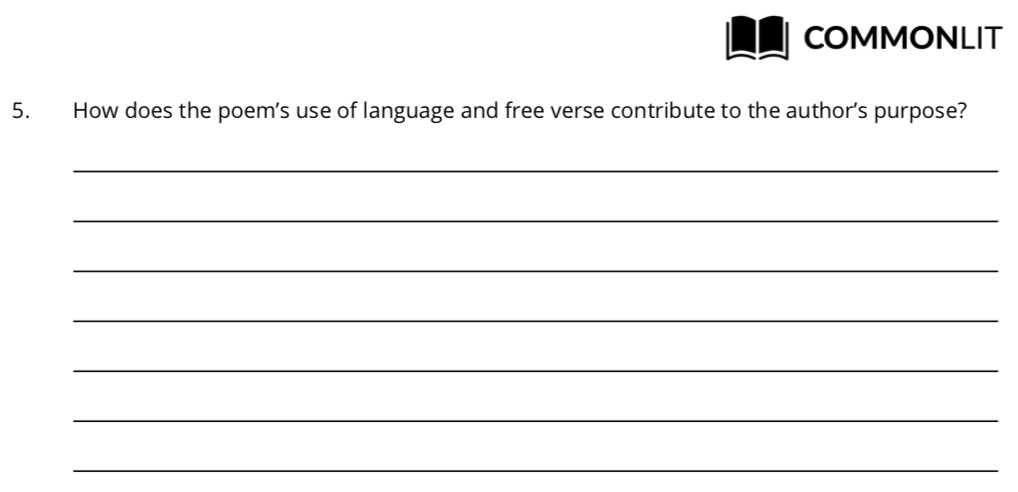 COMMONLIT
5. How does the poem’s use of language and free verse contribute to the author’s purpose?